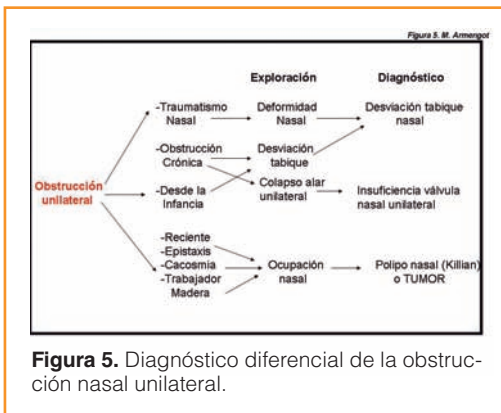 Figura 5. M. Armengot
Exploración Diagnóstico
-Traumatismo Deformidad Desviación tabique
Nasal Nasal nasal
-Obstrucción Desviación
Crónica tabique
Colapso alar
Obstrucción -Desde la unilateral Insuficiencia válvula
unilateral Infancia nasal unilateral
-Reciente
-Epistaxis
-Cacosmia Ocupación Polipo nasal (Killian)
-Trabajador nasal o TUMOR
Madera
Figura 5. Diagnóstico diferencial de la obstruc-
ción nasal unilateral.